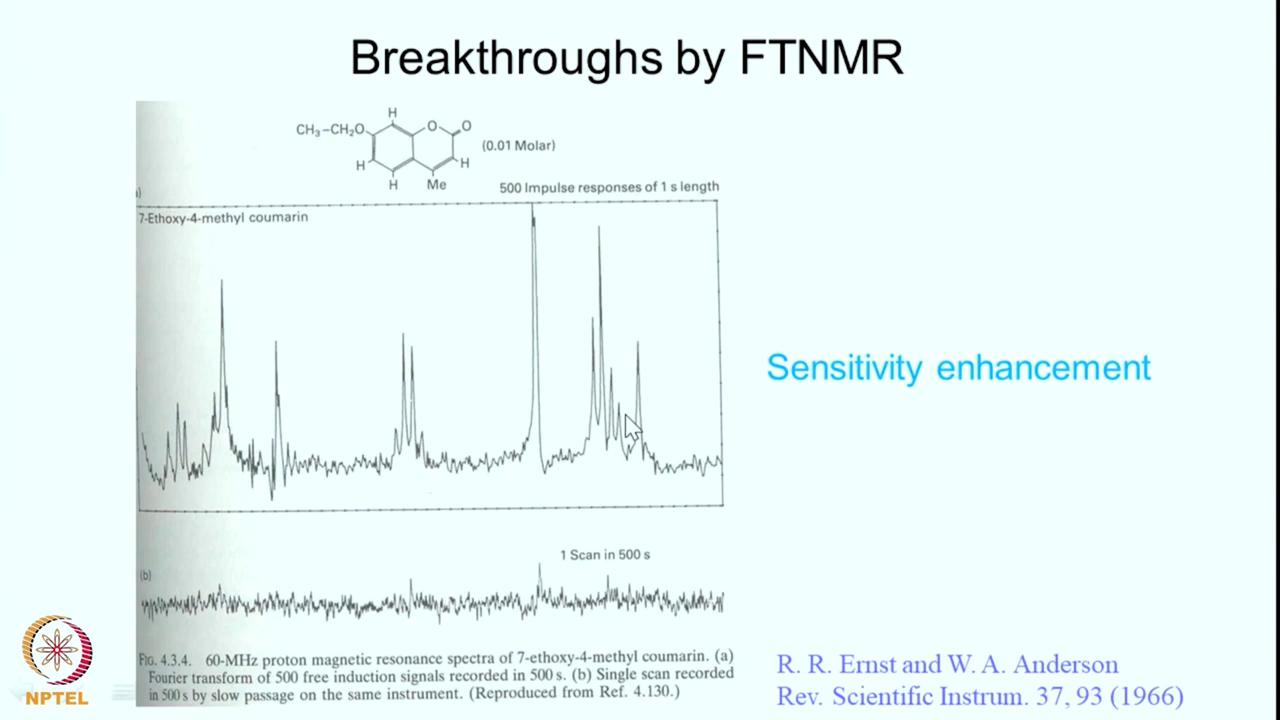 Breakthroughs by FTNMR
H
CH3–CH2O
O
O
(0.01 Molar)
H
H
H
Me
)
500 Impulse responses of 1 s length
7-Ethoxy-4-methyl coumarin
Sensitivity enhancement
1 Scan in 500 s
(b)
FIG. 4.3.4. 60-MHz proton magnetic resonance spectra of 7-ethoxy-4-methyl coumarin. (a)
Fourier transform of 500 free induction signals recorded in 500 s. (b) Single scan recorded
in 500 s by slow passage on the same instrument. (Reproduced from Ref. 4.130.)
R. R. Ernst and W. A. Anderson
Rev. Scientific Instrum. 37, 93 (1966)
NPTEL